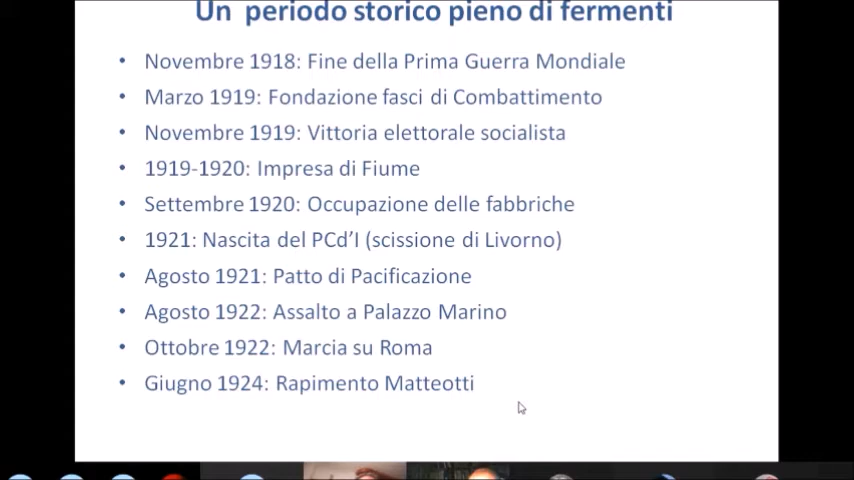 Un periodo storico pieno di fermenti
• Novembre 1918: Fine della Prima Guerra Mondiale
• Marzo 1919: Fondazione fasci di Combattimento
• Novembre 1919: Vittoria elettorale socialista
• 1919-1920: Impresa di Fiume
• Settembre 1920: Occupazione delle fabbriche
• 1921: Nascita del PCd’I (scissione di Livorno)
• Agosto 1921: Patto di Pacificazione
• Agosto 1922: Assalto a Palazzo Marino
• Ottobre 1922: Marcia su Roma
• Giugno 1924: Rapimento Matteotti